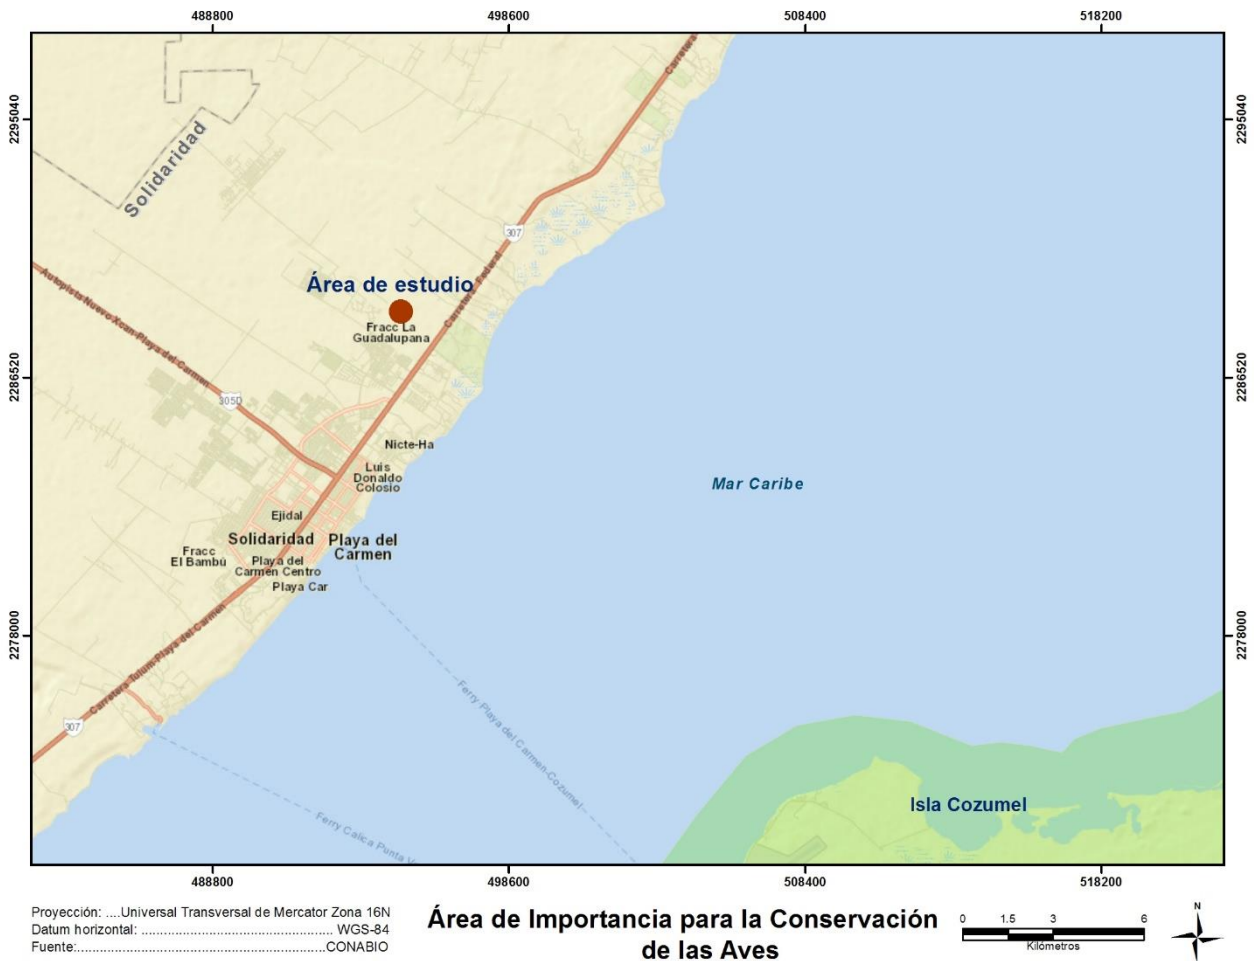 488800
498600
508400
518200
2295040
2295040
Carretera
Solidaridad
307
Área de estudio
Carretera Federal
Autopista Nuevo Xcan-Playa del Carmen
Fracc La
Guadalupana
2286520
2286520
305D
Nicte-Ha
Luis
Donaldo
Colosio
Mar Caribe
Ejidal
Solidaridad
Playa del
Carmen
Fracc
El Bambú
Playa del
Carmen Centro
Playa Car
2278000
2278000
Carretera Tulum-Playa del Carmen
Ferry Playa del Carmen-Cozumel
307
Isla Cozumel
Ferry Calica Punta V
488800
498600
508400
518200
Proyección: ....Universal Transversal de Mercator Zona 16N
Datum horizontal: ................................................... WGS-84
Fuente:..................................................................CONABIO
Área de Importancia para la Conservación
de las Aves
0 1.5 3 6
Kilómetros
N